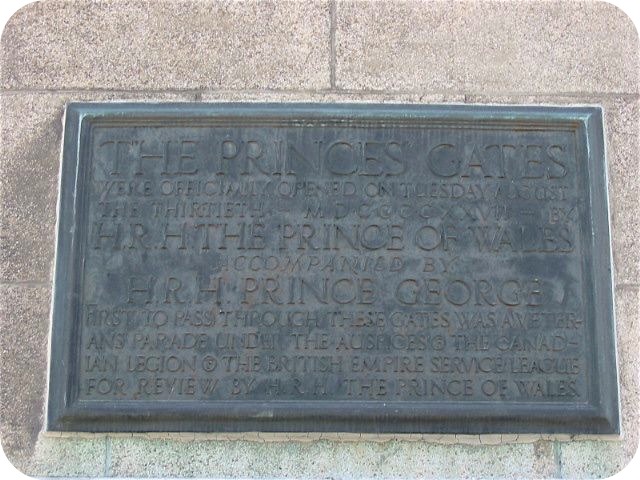 THE PRINCES' GATES
WERE OFFICIALLY OPENED ON TUESDAY AUGUST
THE THIRTIETH - MDCCCCXXVII - BY
H.R.H. THE PRINCE OF WALES
ACCOMPANIED BY
H.R.H. PRINCE GEORGE
FIRST TO PASS THROUGH THESE GATES WAS A VETER-
ANS PARADE UNDER THE AUSPICES OF THE CANAD-
IAN LEGION OF THE BRITISH EMPIRE SERVICE LEAGUE
FOR REVIEW BY H.R.H. THE PRINCE OF WALES.